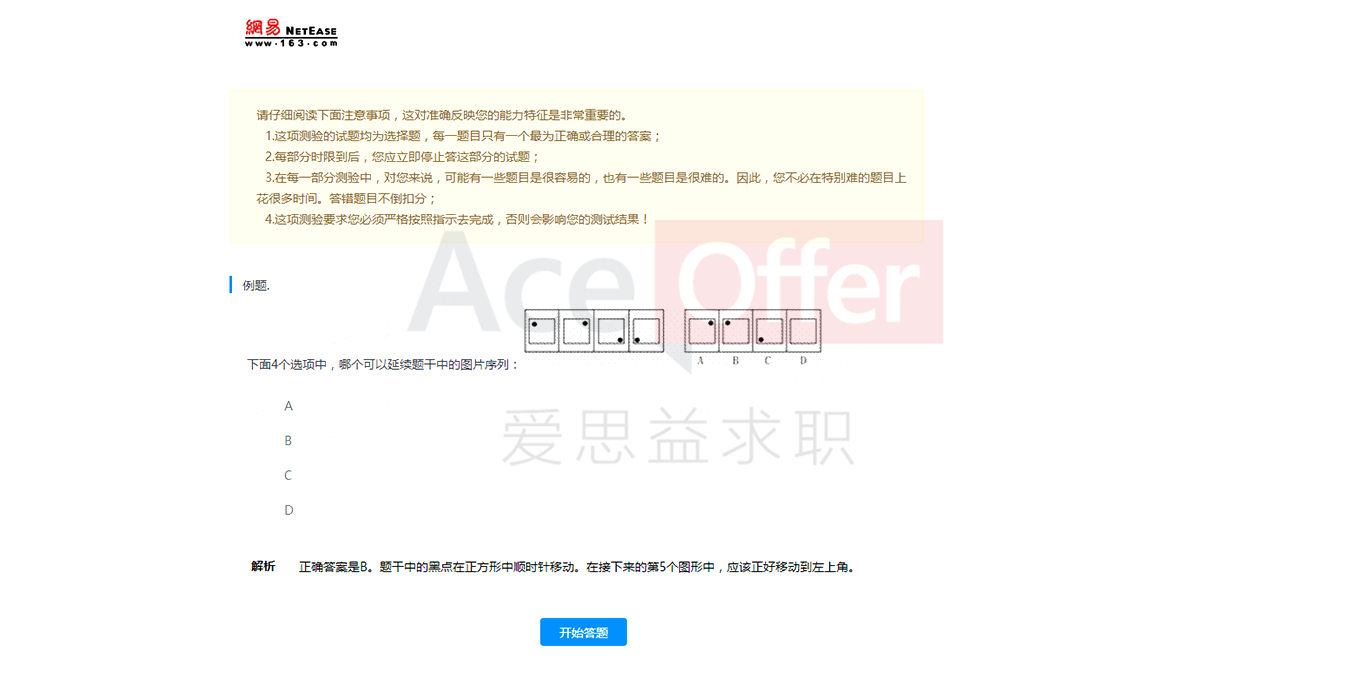 網易 NETEASE
www.163.com
请仔细阅读下面注意事项，这对准确反映您的能力特征是非常重要的。
1.这项测验的试题均为选择题，每一题目只有一个最为正确或合理的答案；
2.每部分时限到后，您应立即停止答这部分的试题；
3.在每一部分测验中，对您来说，可能有一些题目是很容易的，也有一些题目是很难的。因此，您不必在特别难的题目上
花很多时间。答错题目不倒扣分；
4.这项测验要求您必须严格按照指示去完成，否则会影响您的测试结果！
Ace Offer
例题.
A B C D
下面4个选项中，哪个可以延续题干中的图片序列：
A
爱思益求职
B
C
D
解析 正确答案是B。题干中的黑点在正方形中顺时针移动。在接下来的第5个图形中，应该正好移动到左上角。
开始答题